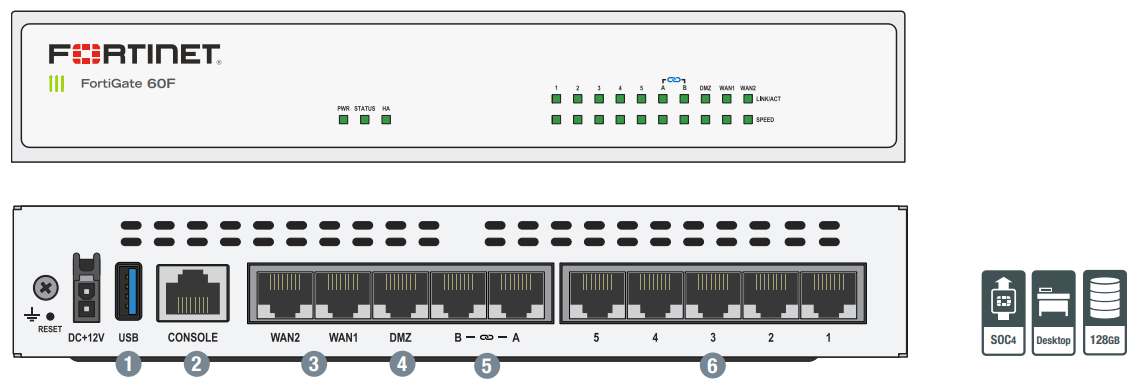 FORTINET®
FortiGate 60F
PWR STATUS HA
1 2 3 4 5 A B DMZ WAN1 WAN2
LINK/ACT
SPEED
RESET
DC+12V USB CONSOLE WAN2 WAN1 DMZ B A 5 4 3 2 1
1 2 3 4 5 6
SOC4 Desktop 128GB